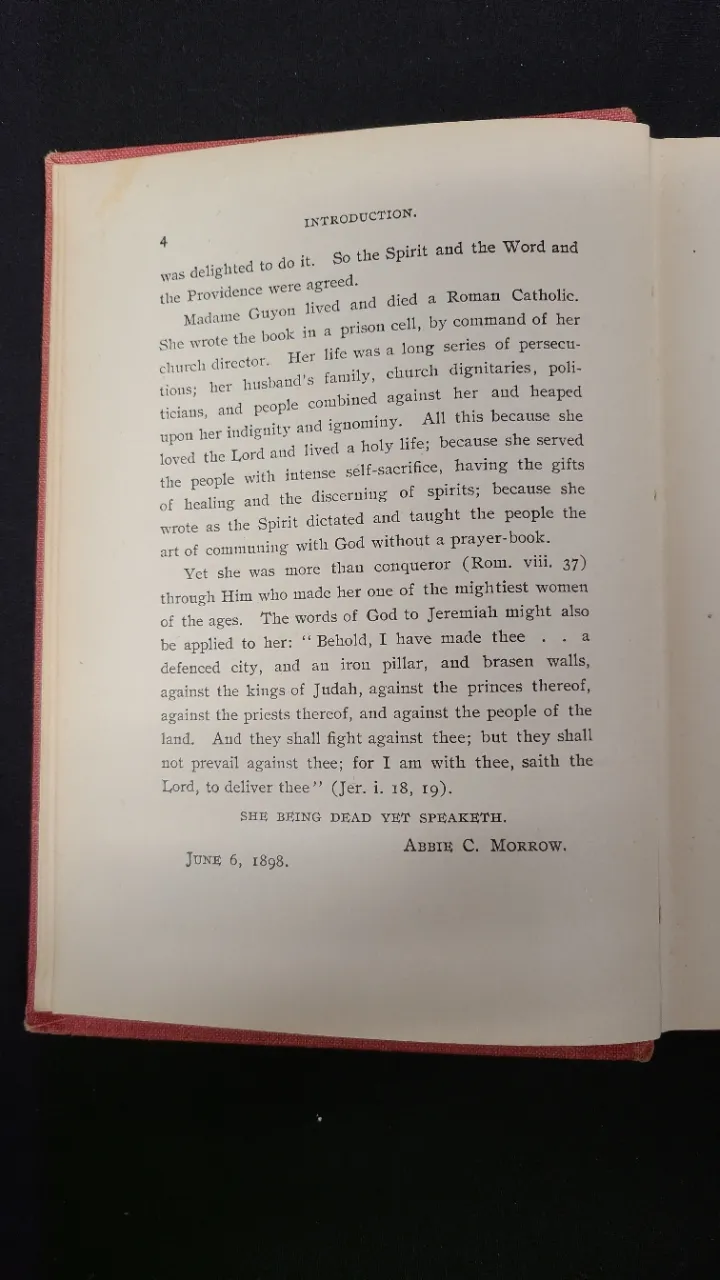 INTRODUCTION.
4
was delighted to do it. So the Spirit and the Word and
the Providence were agreed.
Madame Guyon lived and died a Roman Catholic.
She wrote the book in a prison cell, by command of her
church director. Her life was a long series of persecu-
tions; her husband's family, church dignitaries, poli-
ticians, and people combined against her and heaped
upon her indignity and ignominy. All this because she
loved the Lord and lived a holy life; because she served
the people with intense self-sacrifice, having the gifts
of healing and the discerning of spirits; because she
wrote as the Spirit dictated and taught the people the
art of communing with God without a prayer-book.
Yet she was more than conqueror (Rom. viii. 37)
through Him who made her one of the mightiest women
of the ages. The words of God to Jeremiah might also
be applied to her: "Behold, I have made thee . . a
defenced city, and an iron pillar, and brasen walls,
against the kings of Judah, against the princes thereof,
against the priests thereof, and against the people of the
land. And they shall fight against thee; but they shall
not prevail against thee; for I am with thee, saith the
Lord, to deliver thee" (Jer. i. 18, 19).
SHE BEING DEAD YET SPEAKETH.
ABBIE C. MORROW.
JUNE 6, 1898.